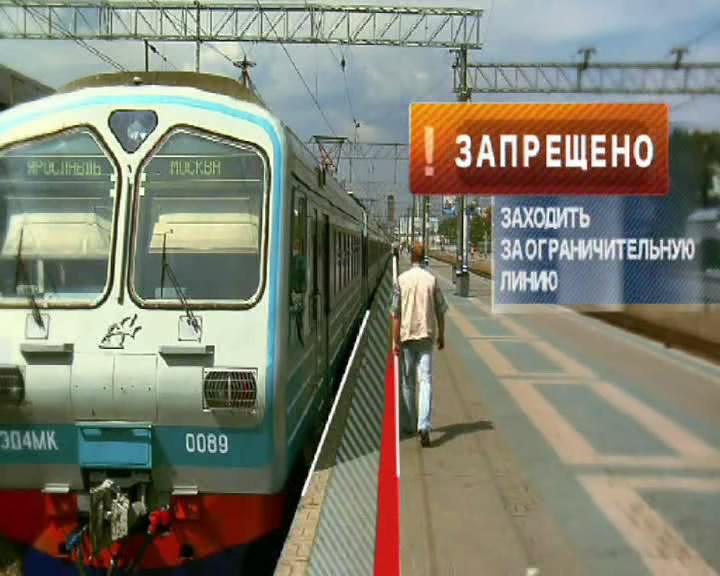 ЯРОСЛАВЛЬ
МОСКВА
! ЗАПРЕЩЕНО
ЗАХОДИТЬ
ЗА ОГРАНИЧИТЕЛЬНУЮ
ЛИНИЮ
ЭД4МК
0089